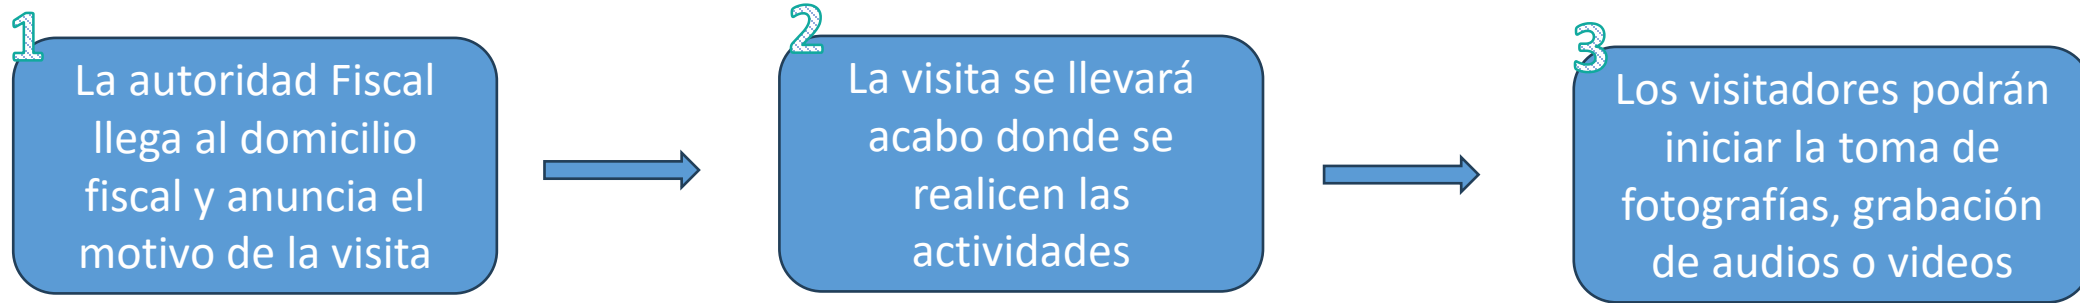 1
La autoridad Fiscal
llega al domicilio
fiscal y anuncia el
motivo de la visita
2
La visita se llevará
acabo donde se
realicen las
actividades
3
Los visitadores podrán
iniciar la toma de
fotografías, grabación
de audios o videos